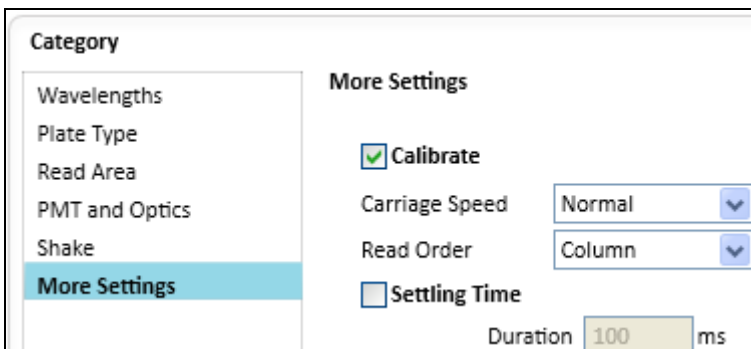 Category
Wavelengths
Plate Type
Read Area
PMT and Optics
Shake
More Settings
More Settings
Calibrate
Carriage Speed Normal
Read Order Column
Settling Time
Duration 100 ms